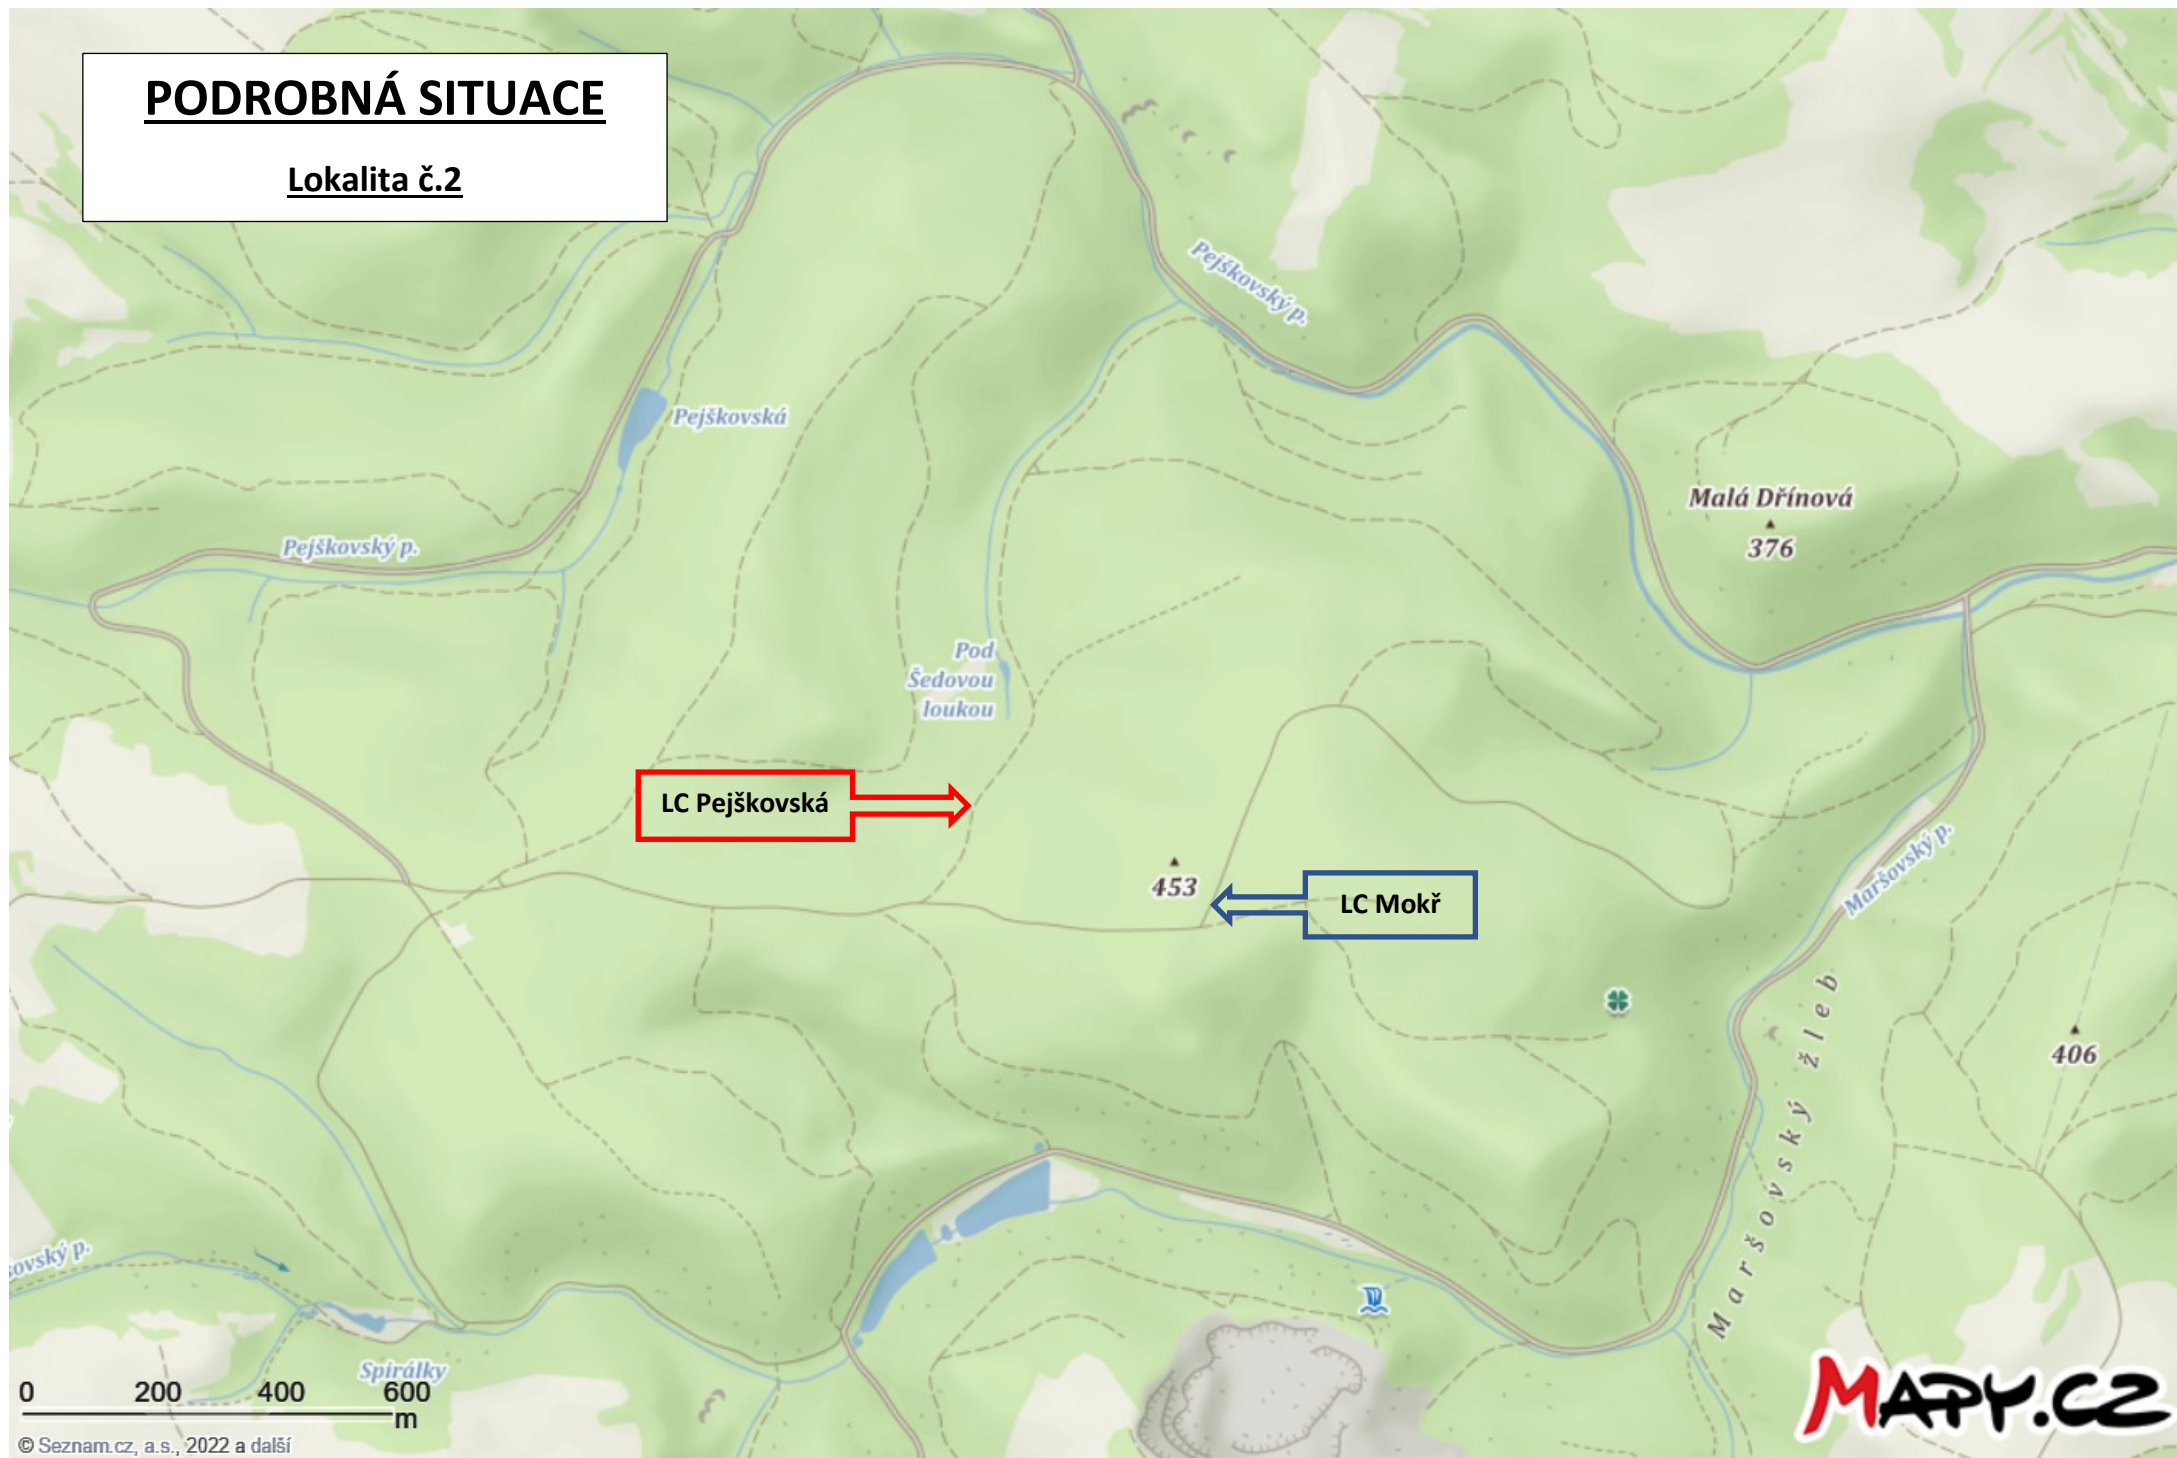 PODROBNÁ SITUACE
Lokalita č.2
Pejškovský p.
Pejškovská
Malá Dřínová
376
Pejškovský p.
Pod
Šedovou
loukou
LC Pejškovská
453
LC Mokř
Maršovský p.
Maršovský žleb
406
ovský p.
Spirálky
0 200 400 600
m
MAPY.CZ
© Seznam.cz, a.s., 2022 a další